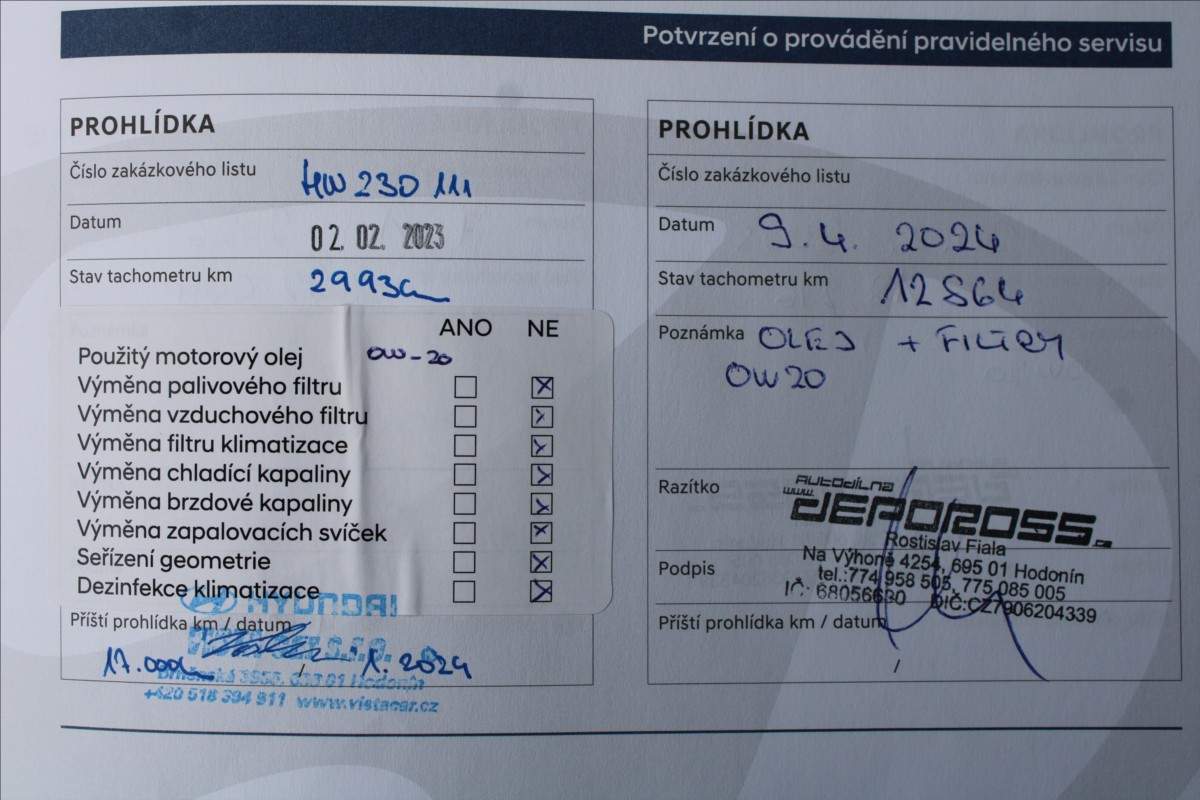 Potvrzení o provádění pravidelného servisu
PROHLÍDKA
Číslo zakázkového listu HW 230 111
Datum 02. 02. 2023
Stav tachometru km 2993
ANO NE
Použitý motorový olej 0W-20
Výměna palivového filtru
Výměna vzduchového filtru
Výměna filtru klimatizace
Výměna chladící kapaliny
Výměna brzdové kapaliny
Výměna zapalovacích svíček
Seřízení geometrie
Dezinfekce klimatizace
HYUNDAI
Příští prohlídka km / datum
17.000 / 1. 2024
Hodonín
+420 518 394 911 www.vistacar.cz
PROHLÍDKA
Číslo zakázkového listu
Datum 9. 4. 2024
Stav tachometru km 12864
Poznámka OLEJ + FILTRY
0W20
Razítko
Autodílna
www.DEPOROSS.cz
Rostislav Fiala
Na Výhoně 4254, 695 01 Hodonín
Podpis
tel.:774 958 505, 775 085 005
IČ: 68056630 DIČ:CZ7906204339
Příští prohlídka km / datum
/